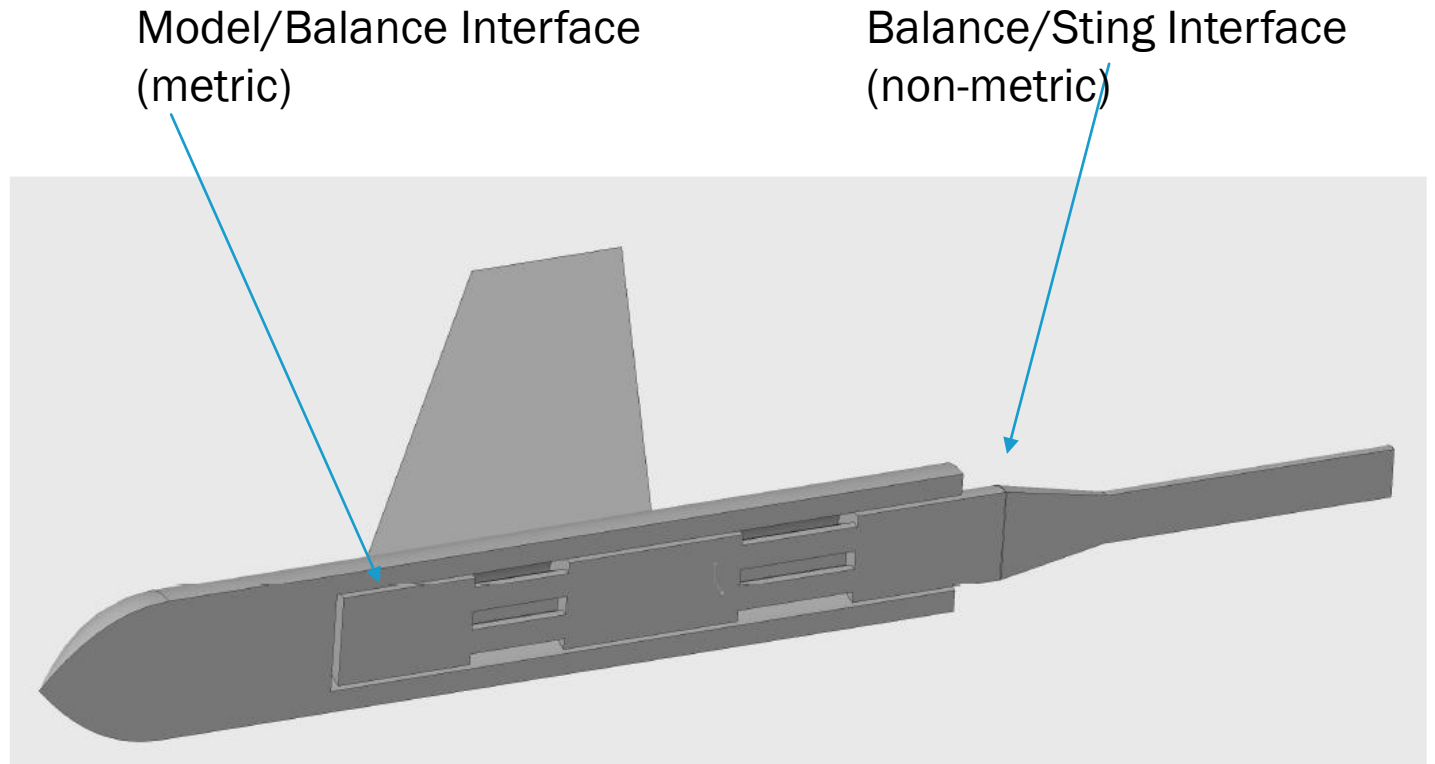 Model/Balance Interface
(metric)
Balance/Sting Interface
(non-metric)